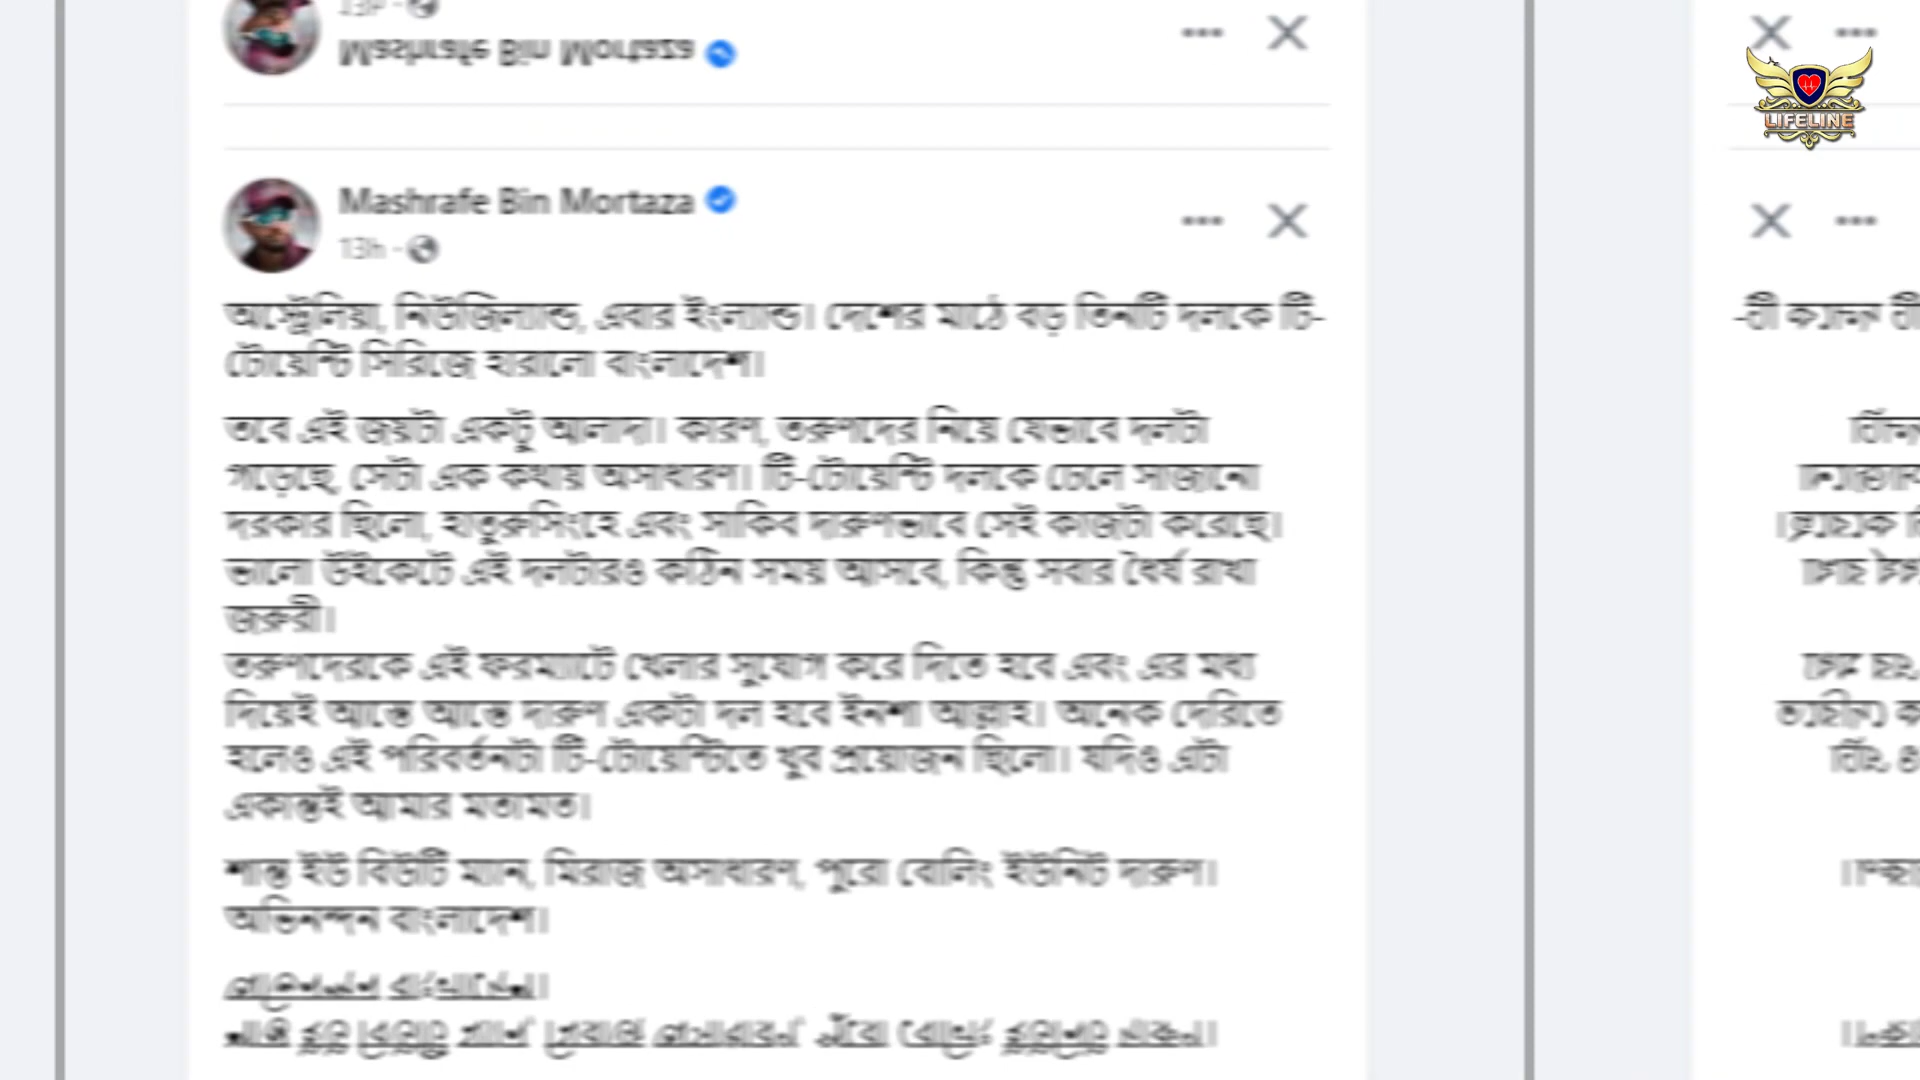 LIFELINE
Mashrafe Bin Mortaza
13h
অস্ট্রেলিয়া, নিউজিল্যান্ড, এবার ইংল্যান্ড। দেশের মাঠে বড় তিনটি দলকে টি-
টোয়েন্টি সিরিজে হারালো বাংলাদেশ।
তবে এই জয়টা একটু আলাদা। কারণ, তরুণদের নিয়ে যেভাবে দলটা
গড়েছে, সেটা এক কথায় অসাধারণ। টি-টোয়েন্টি দলকে ঢেলে সাজানো
দরকার ছিলো, হাতুরুসিংহে এবং সাকিব দারুণভাবে সেই কাজটা করেছে।
ভালো উইকেটে এই দলটারও কঠিন সময় আসবে, কিন্তু সবার ধৈর্য রাখা
জরুরী।
তরুণদেরকে এই ফরম্যাটে খেলার সুযোগ করে দিতে হবে এবং এর মধ্য
দিয়েই আস্তে আস্তে দারুণ একটা দল হবে ইনশা আল্লাহ। অনেক দেরিতে
হলেও এই পরিবর্তনটা টি-টোয়েন্টিতে খুব প্রয়োজন ছিলো। যদিও এটা
একান্তই আমার মতামত।
শান্ত ইউ বিউটি ম্যান, মিরাজ অসাধারণ, পুরো বোলিং ইউনিট দারুণ।
অভিনন্দন বাংলাদেশ।